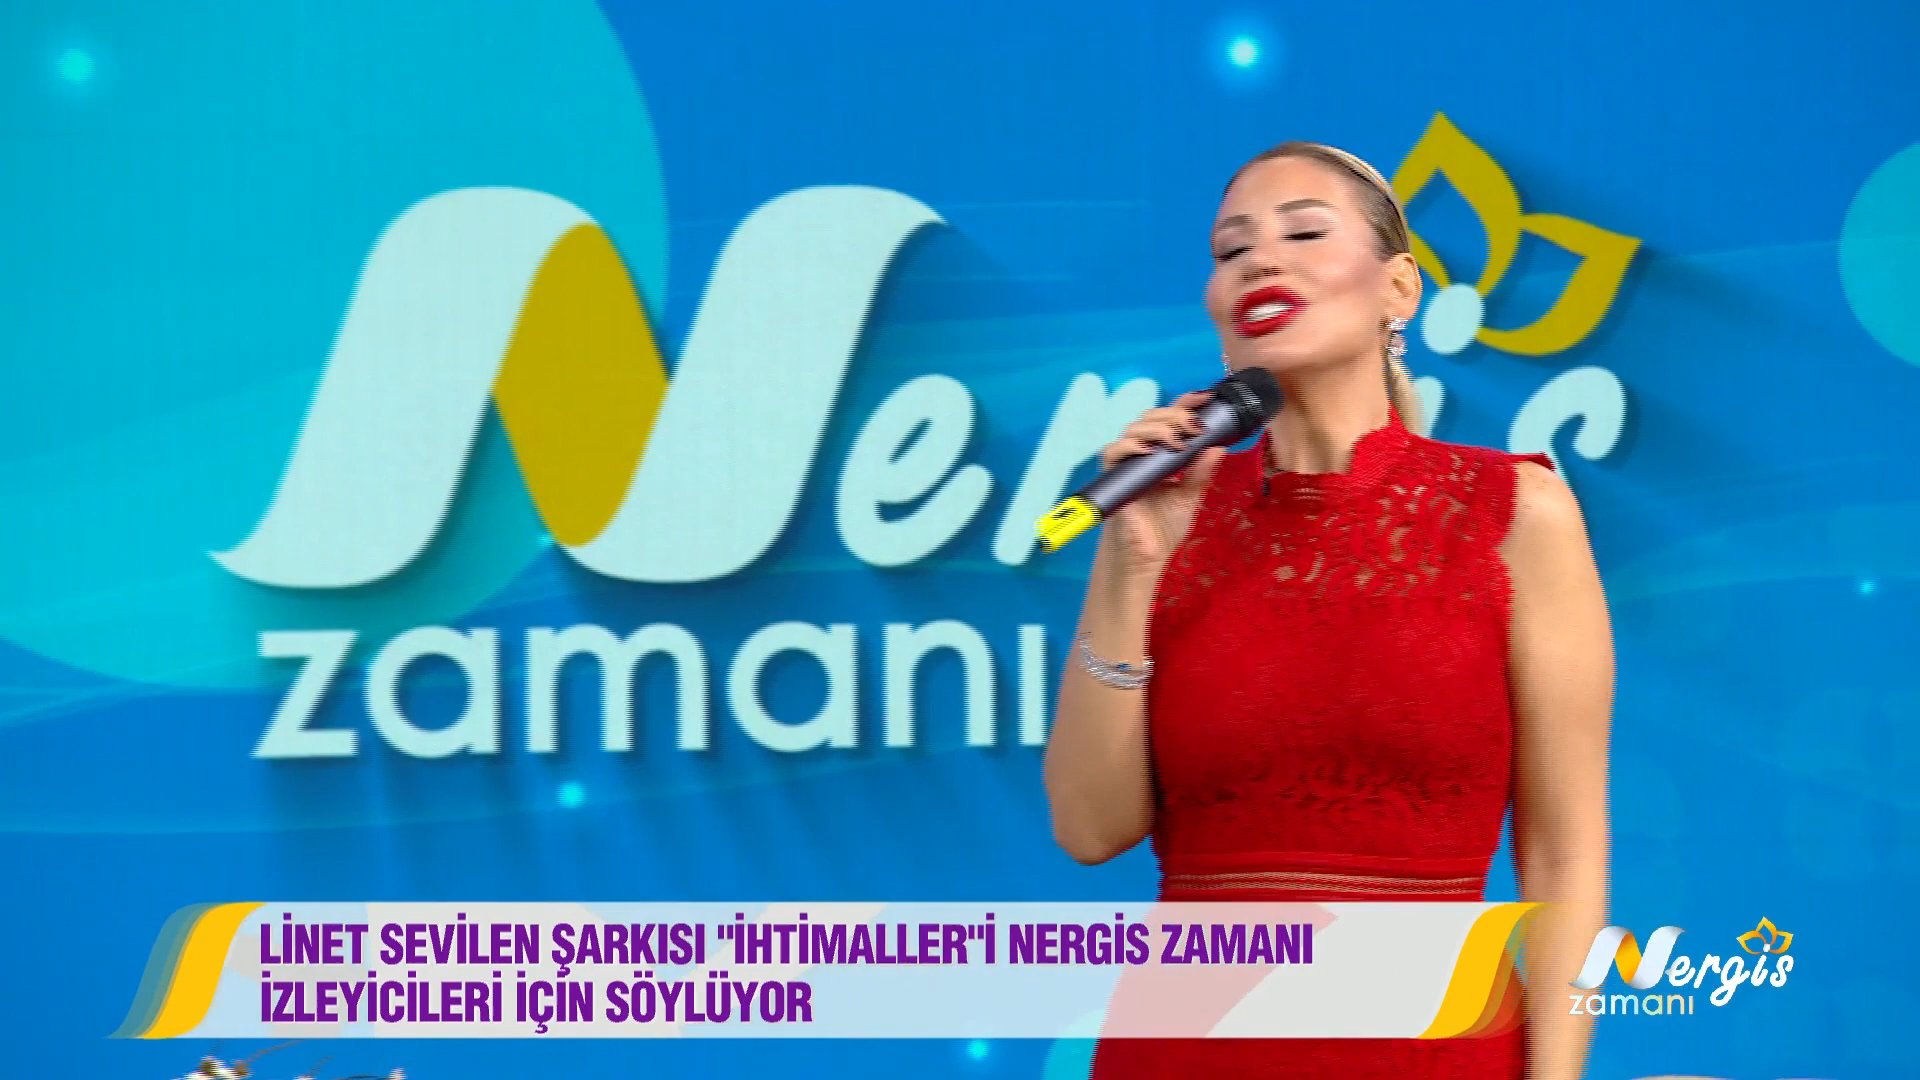 Nergis
zamanı
LİNET SEVİLEN ŞARKISI "İHTİMALLER"İ NERGİS ZAMANI
İZLEYİCİLERİ İÇİN SÖYLÜYOR
Nergis
zamanı